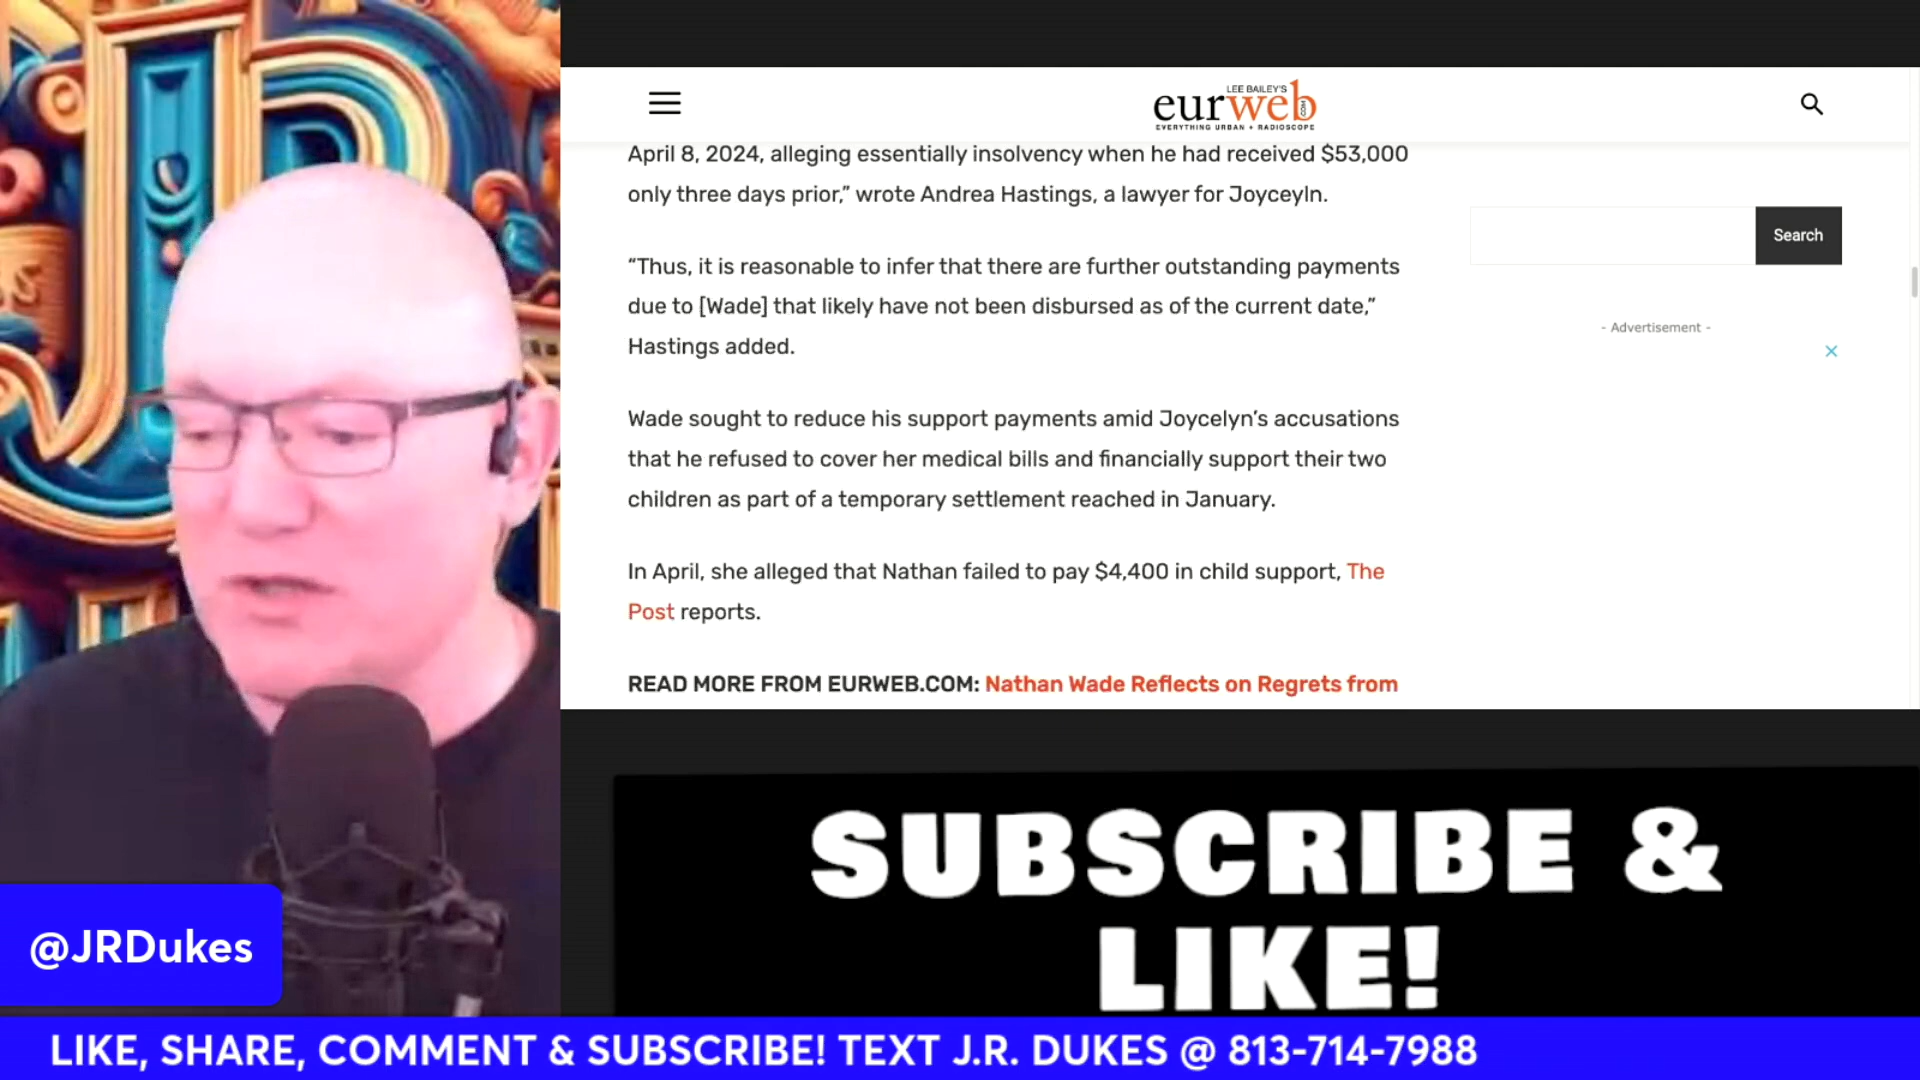 LEE BAILEY'S
eurweb.com
EVERYTHING URBAN + RADIOSCOPE
April 8, 2024, alleging essentially insolvency when he had received $53,000
only three days prior,” wrote Andrea Hastings, a lawyer for Joyceyln.
“Thus, it is reasonable to infer that there are further outstanding payments
due to [Wade] that likely have not been disbursed as of the current date,”
Hastings added.
Wade sought to reduce his support payments amid Joycelyn’s accusations
that he refused to cover her medical bills and financially support their two
children as part of a temporary settlement reached in January.
In April, she alleged that Nathan failed to pay $4,400 in child support, The
Post reports.
READ MORE FROM EURWEB.COM: Nathan Wade Reflects on Regrets from
Search
- Advertisement -
SUBSCRIBE &
LIKE!
@JRDukes
LIKE, SHARE, COMMENT & SUBSCRIBE! TEXT J.R. DUKES @ 813-714-7988